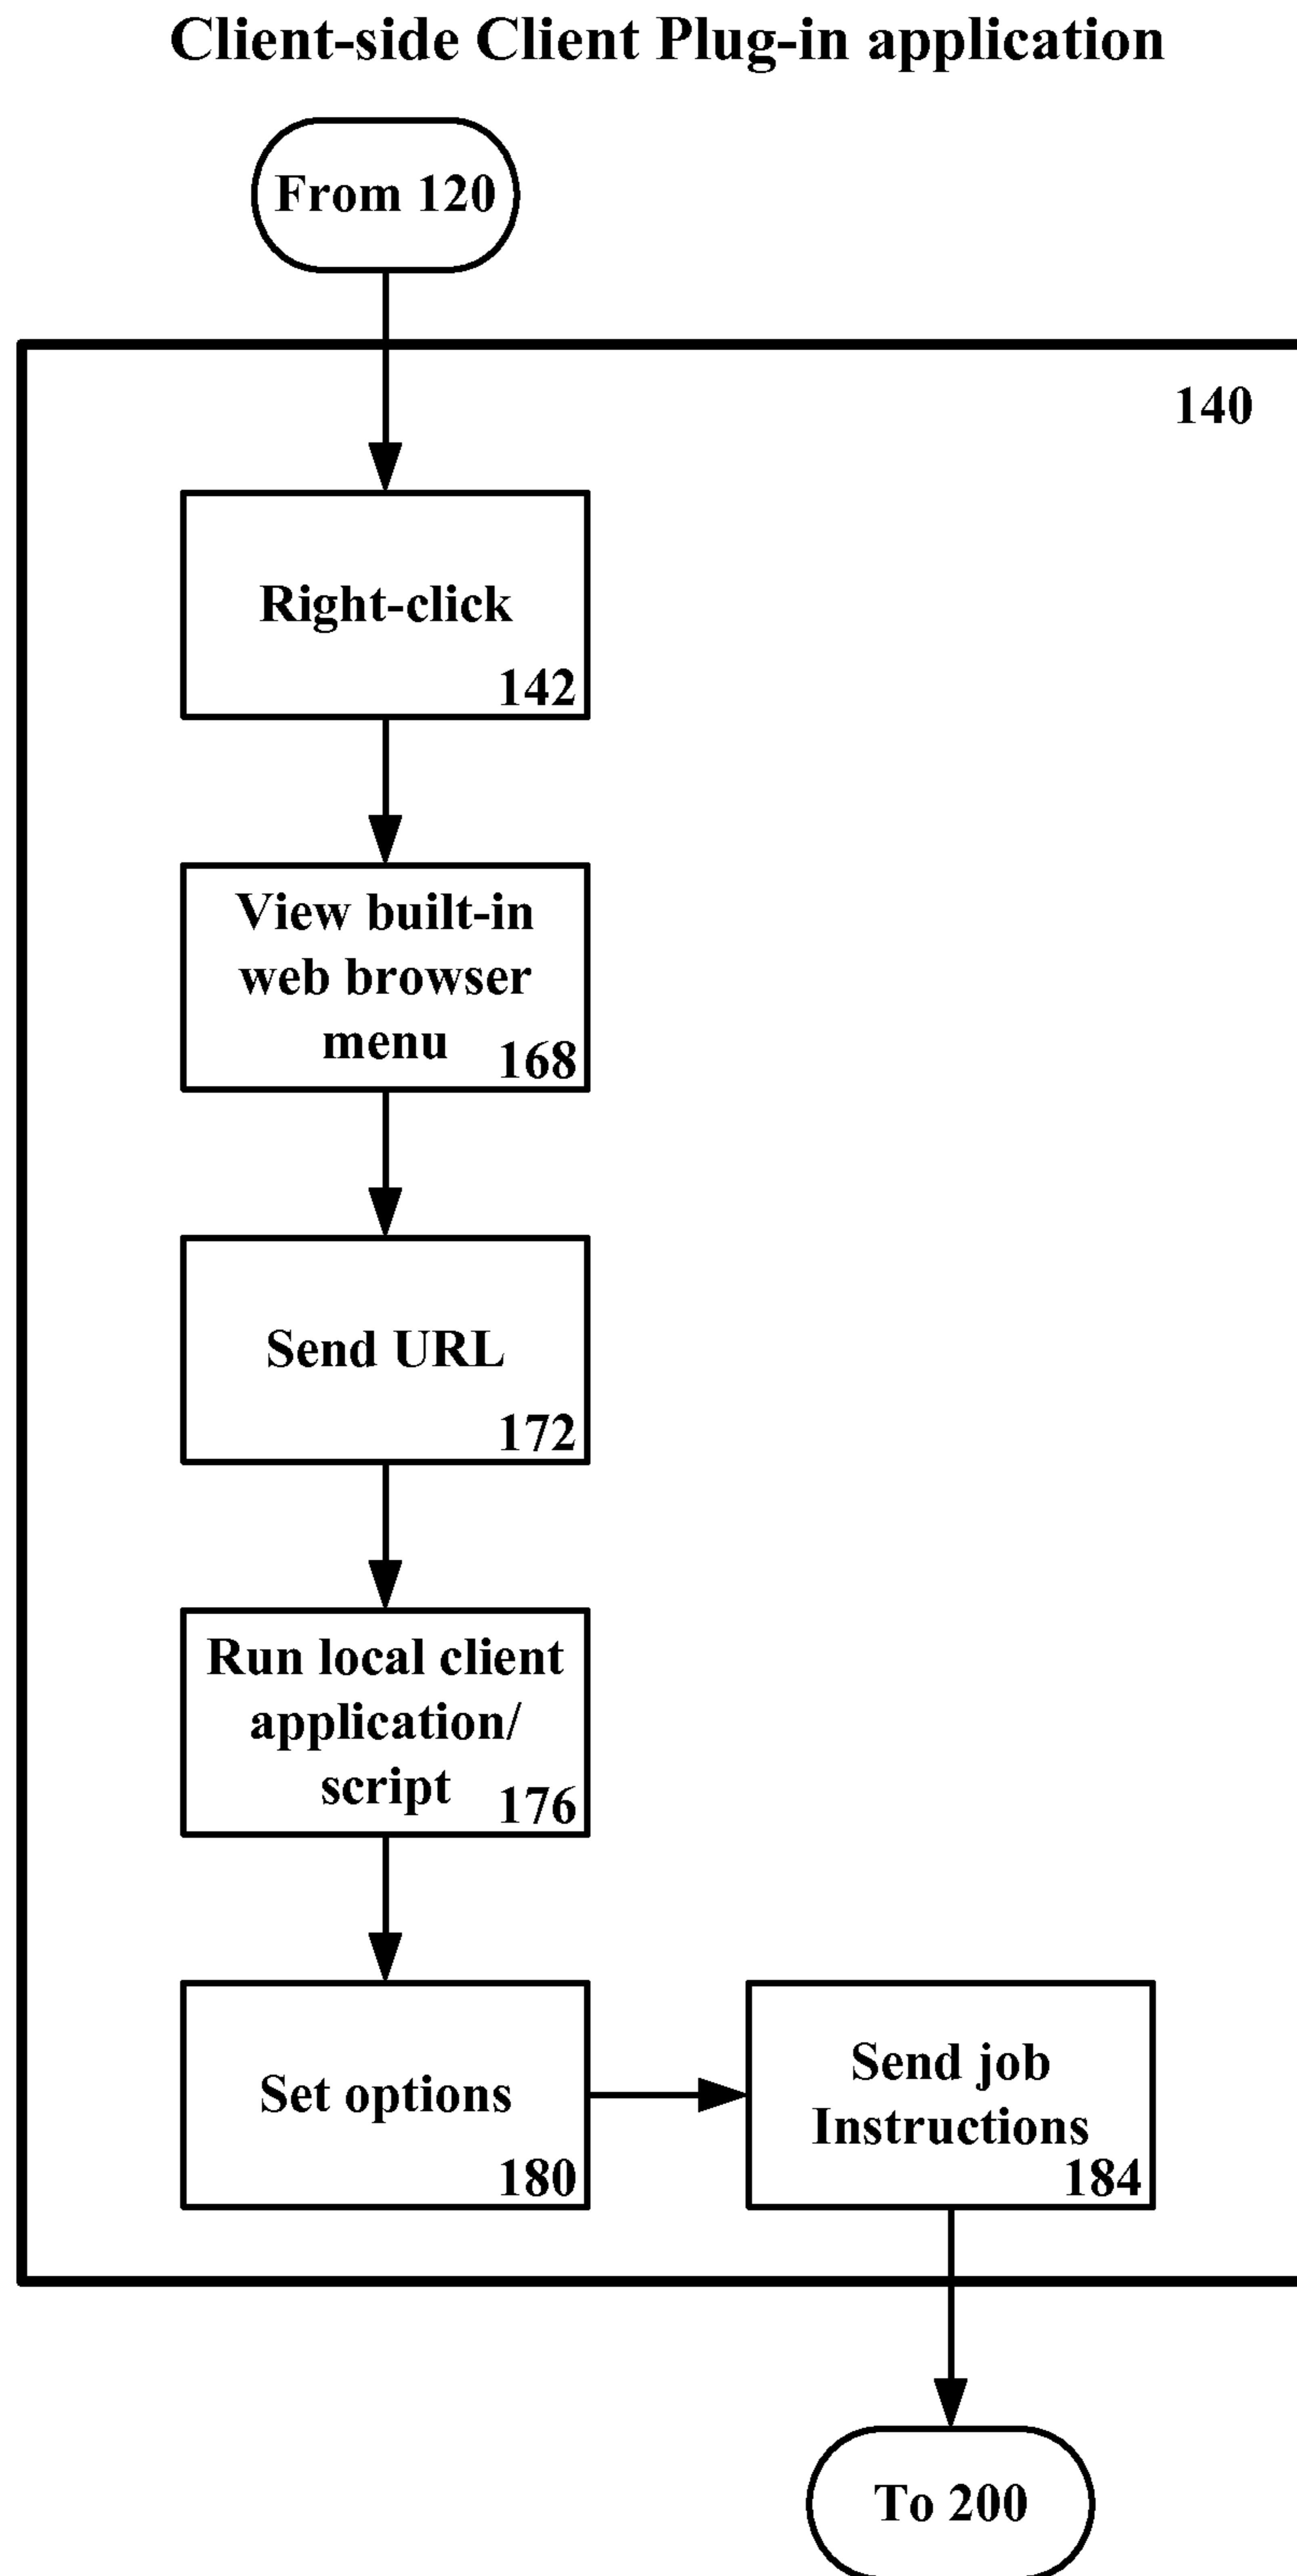 Client-side Client Plug-in application
From 120
140
Right-click
142
View built-in
web browser
menu
168
Send URL
172
Run local client
application/
script
176
Set options
180
Send job
Instructions
184
To 200